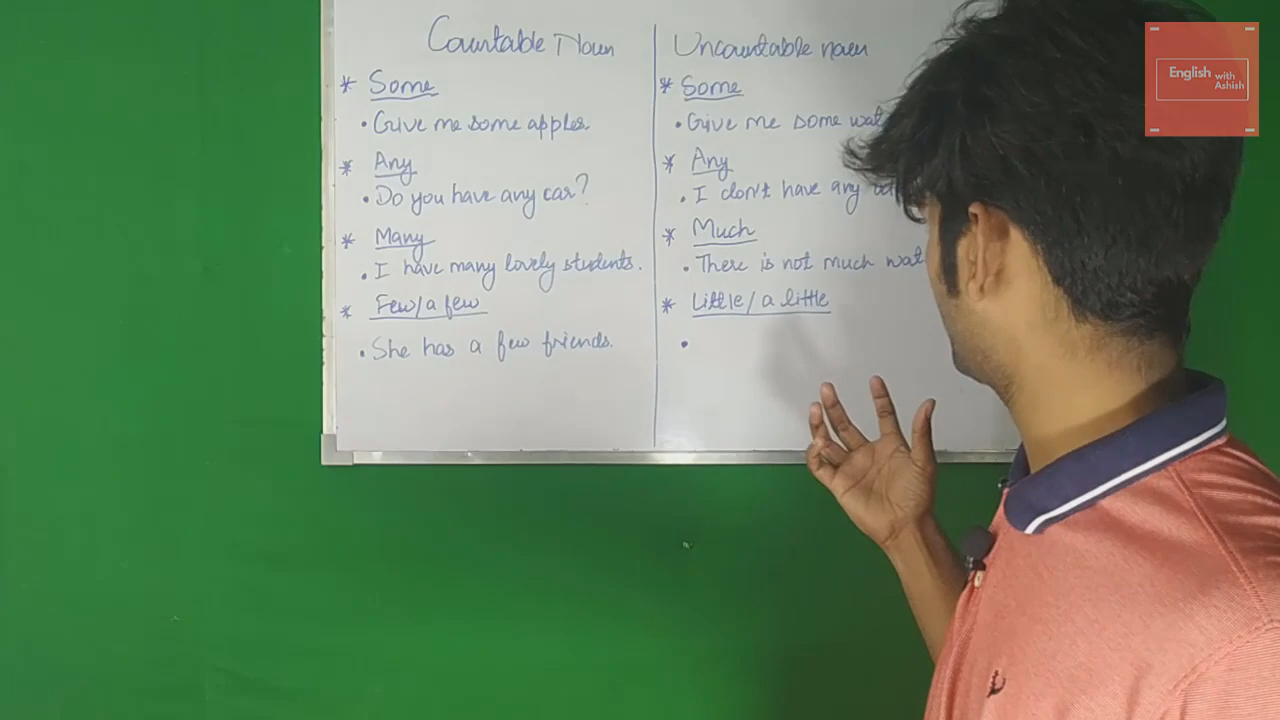 Countable Noun
* Some
• Give me some apples.
* Any
• Do you have any car?
* Many
• I have many lovely students.
* Few/a few
• She has a few friends.
Uncountable noun
* Some
• Give me some wat
* Any
• I don't have any
* Much
• There is not much wat
* Little/a little
•
English with
Ashish